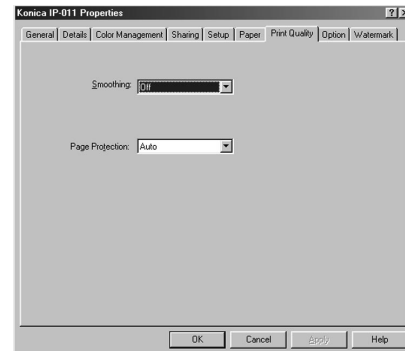 Konica IP-011 Properties
General Details Color Management Sharing Setup Paper Print Quality Option Watermark
Smoothing: Off
Page Protection: Auto
OK Cancel Apply Help